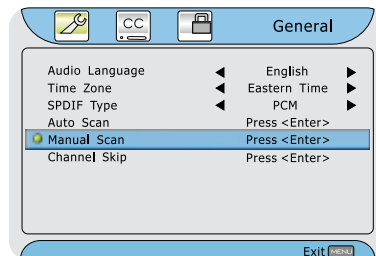 CC
General
Audio Language English
Time Zone Eastern Time
SPDIF Type PCM
Auto Scan Press <Enter>
Manual Scan Press <Enter>
Channel Skip Press <Enter>
Exit MENU